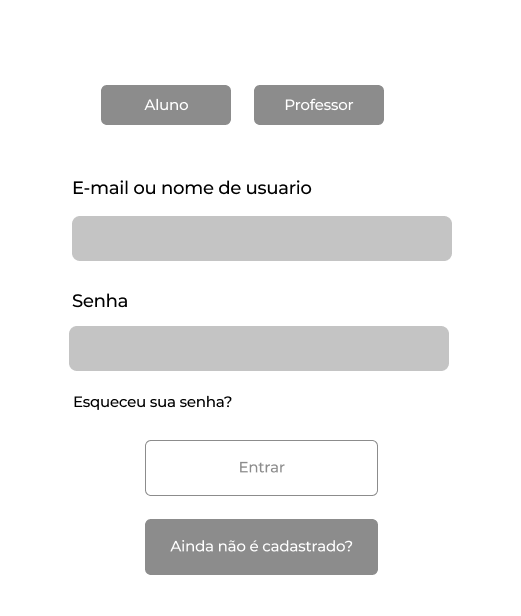 Aluno Professor
E-mail ou nome de usuario
Senha
Esqueceu sua senha?
Entrar
Ainda não é cadastrado?